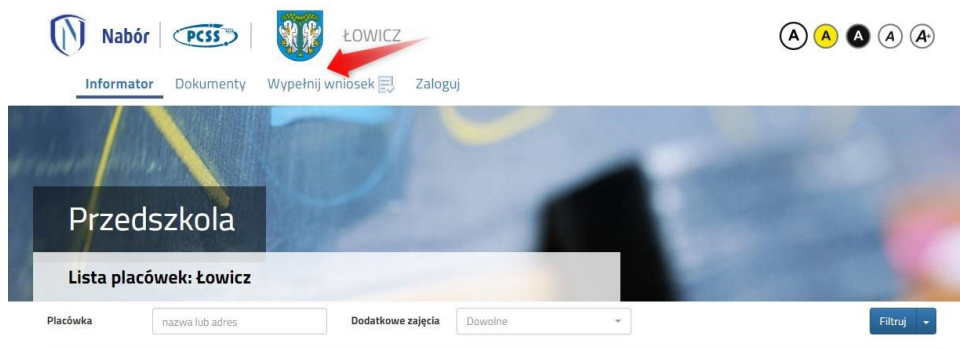 Nabór PCSS ŁOWICZ A A A A A+
Informator Dokumenty Wypełnij wniosek Zaloguj
Przedszkola
Lista placówek: Łowicz
Placówka nazwa lub adres Dodatkowe zajęcia Dowolne Filtruj